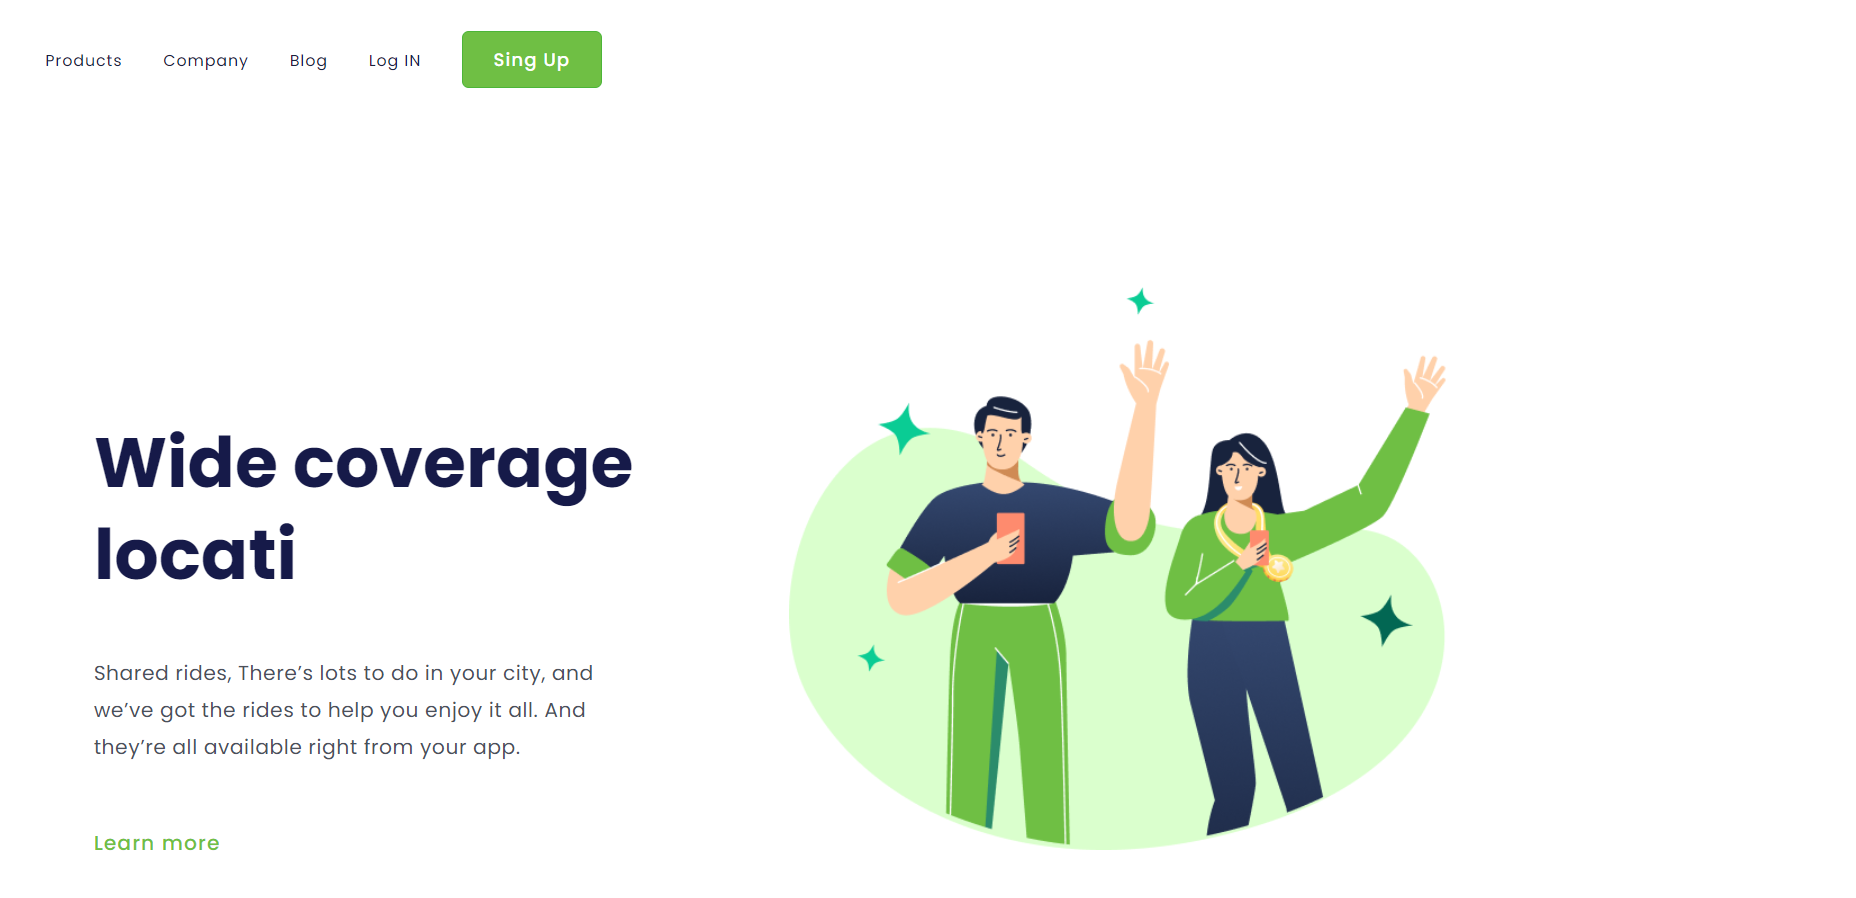 Products Company Blog Log IN Sing Up
Wide coverage
locati
Shared rides, There’s lots to do in your city, and
we’ve got the rides to help you enjoy it all. And
they’re all available right from your app.
Learn more